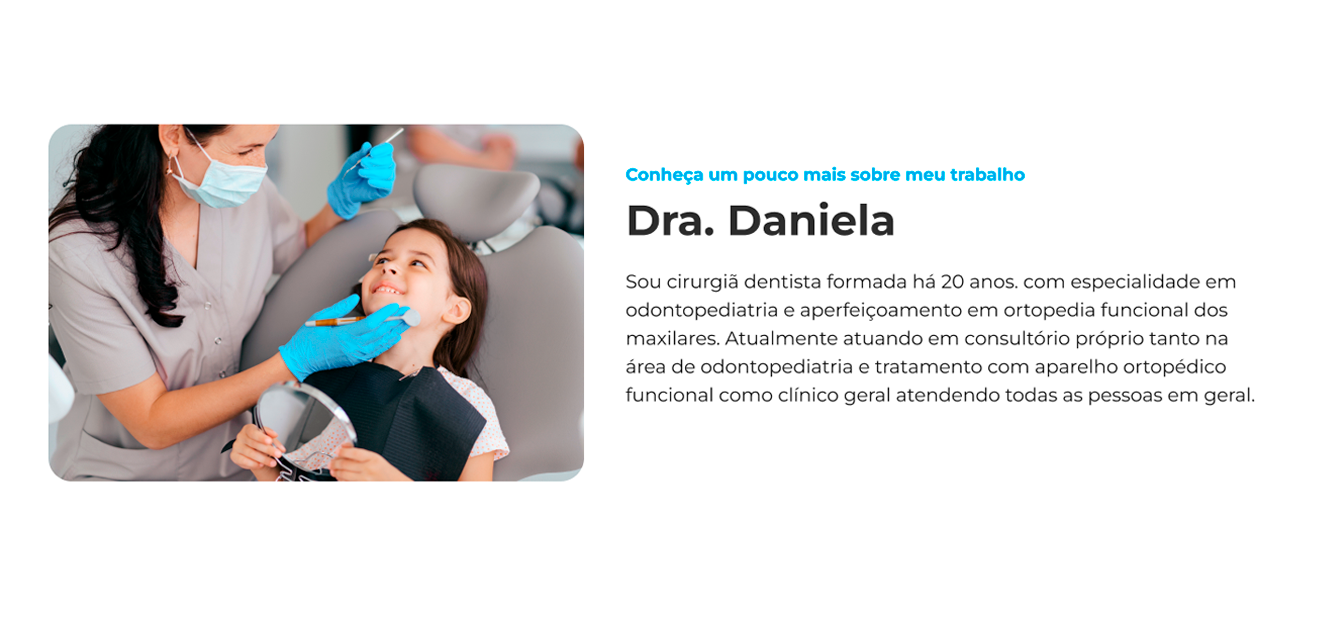 Conheça um pouco mais sobre meu trabalho
Dra. Daniela
Sou cirurgiã dentista formada há 20 anos. com especialidade em
odontopediatria e aperfeiçoamento em ortopedia funcional dos
maxilares. Atualmente atuando em consultório próprio tanto na
área de odontopediatria e tratamento com aparelho ortopédico
funcional como clínico geral atendendo todas as pessoas em geral.